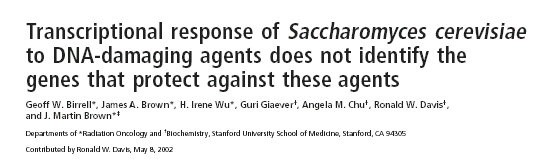 Transcriptional response of Saccharomyces cerevisiae
to DNA-damaging agents does not identify the
genes that protect against these agents
Geoff W. Birrell*, James A. Brown*, H. Irene Wu*, Guri Giaever†, Angela M. Chu†, Ronald W. Davis†,
and J. Martin Brown*‡
Departments of *Radiation Oncology and †Biochemistry, Stanford University School of Medicine, Stanford, CA 94305
Contributed by Ronald W. Davis, May 8, 2002